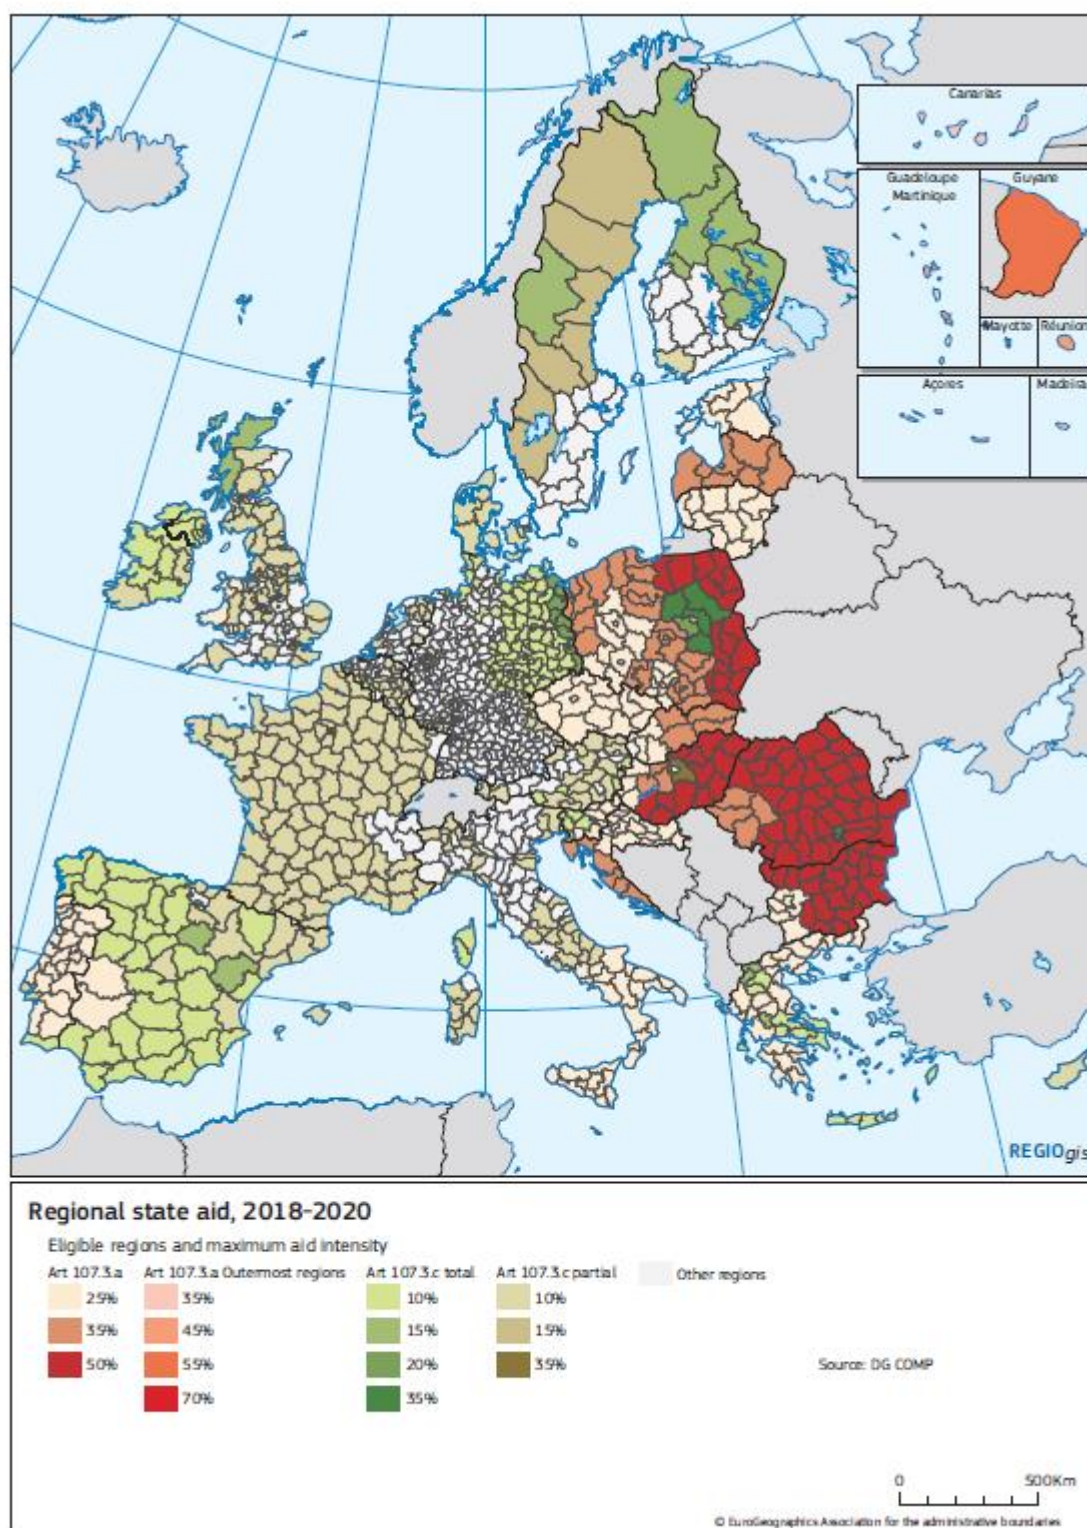 Canarias
Guadeloupe
Martinique
Guyane
Mayotte
Réunion
Açores
Madeira
REGIOgis
Regional state aid, 2018-2020
Eligible regions and maximum aid intensity
Art 107.3.a
25%
35%
50%
Art 107.3.a Outermost regions
35%
45%
55%
70%
Art 107.3.c total
10%
15%
20%
35%
Art 107.3.c partial
10%
15%
35%
Other regions
Source: DG COMP
0 500Km
© EuroGeographics Association for the administrative boundaries